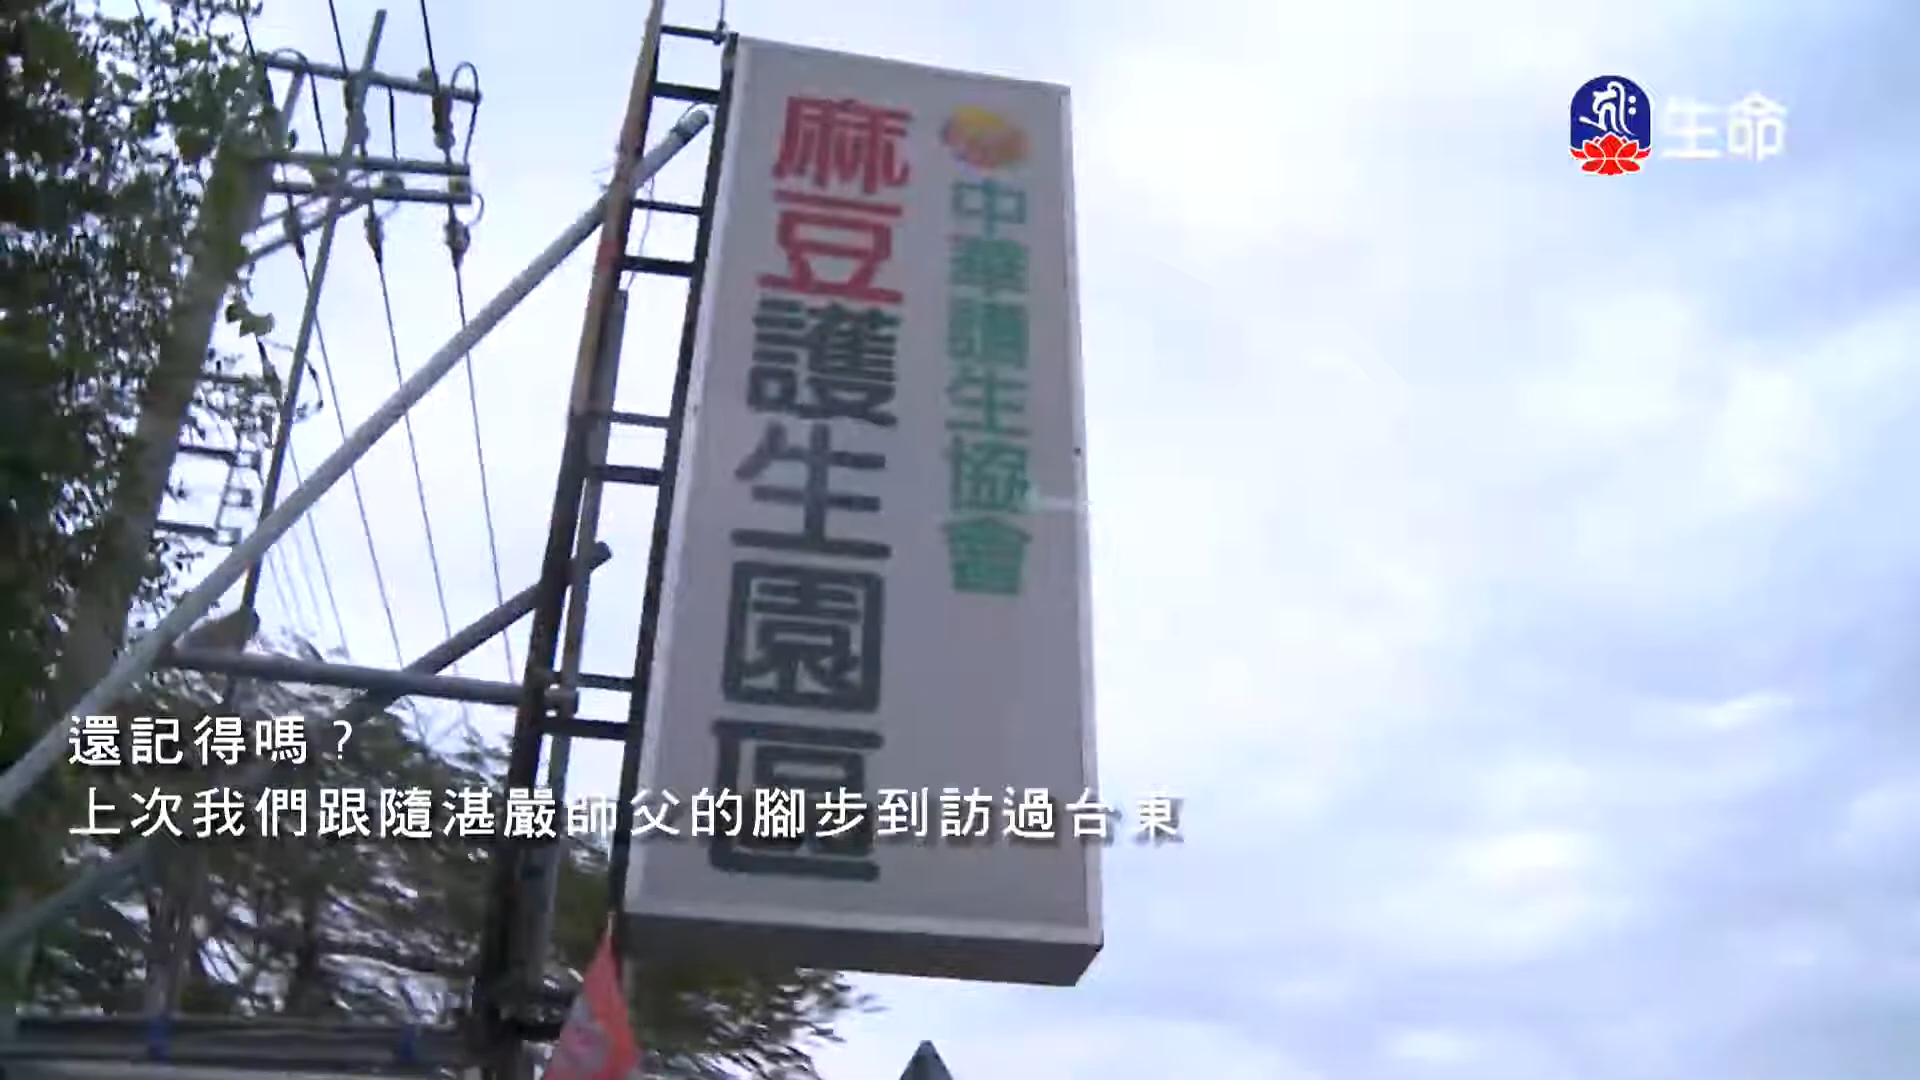 生命
中華護生協會
麻豆護生園區
還記得嗎？
上次我們跟隨湛嚴師父的腳步到訪過台東